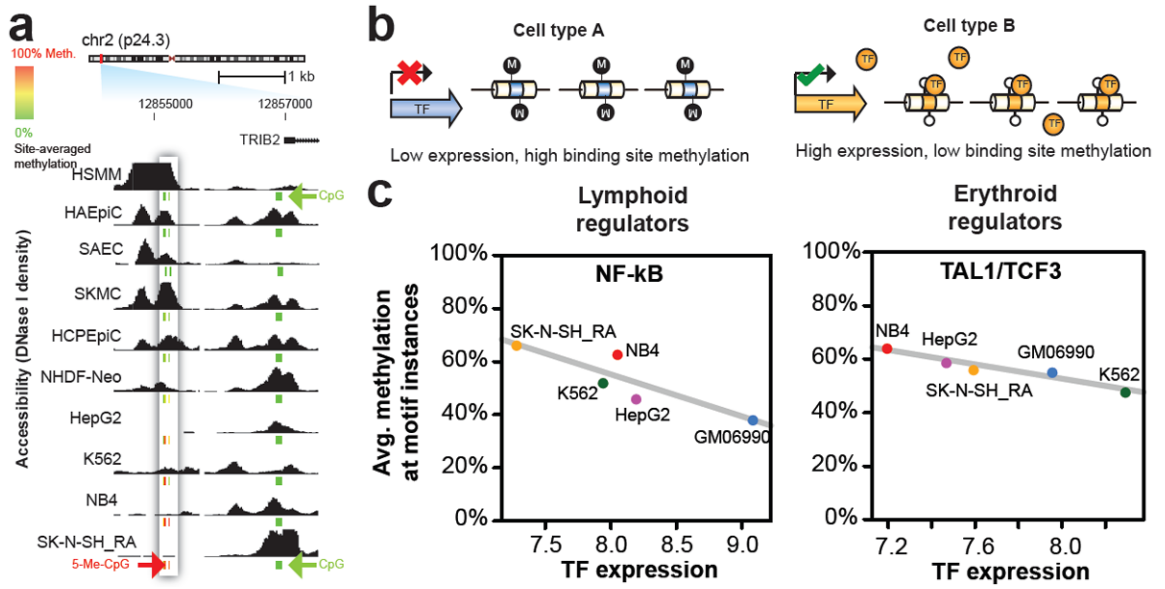 a
chr2 (p24.3)
100% Meth.
0%
Site-averaged
methylation
1 kb
12855000
12857000
TRIB2
Accessibility (DNase I density)
HSMM
CpG
HAEpiC
SAEC
SKMC
HCPEpiC
NHDF-Neo
HepG2
K562
NB4
SK-N-SH_RA
5-Me-CpG
CpG
b
Cell type A
TF
M
M
M
M
M
M
Low expression, high binding site methylation
Cell type B
TF
TF
TF
TF
TF
TF
TF
High expression, low binding site methylation
c
Lymphoid
regulators
Avg. methylation
at motif instances
100%
80%
60%
40%
20%
0%
NF-kB
SK-N-SH_RA
NB4
K562
HepG2
GM06990
7.5
8.0
8.5
9.0
TF expression
Erythroid
regulators
100%
80%
60%
40%
20%
0%
TAL1/TCF3
NB4
HepG2
GM06990
SK-N-SH_RA
K562
7.2
7.6
8.0
TF expression